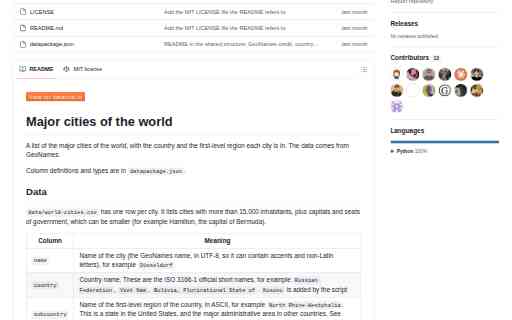 Report repository
LICENSE Add the MIT LICENSE file the README refers to last month
README.md Add the MIT LICENSE file the README refers to last month
datapackage.json README in the shared structure: GeoNames credit, country,... last month
Releases
No releases published
Contributors 13
Languages
Python 100%
README MIT license
Major cities of the world
A list of the major cities of the world, with the country and the first-level region each city is in. The data comes from
GeoNames.
Column definitions and types are in datapackage.json.
Data
data/world-cities.csv has one row per city. It lists cities with more than 15,000 inhabitants, plus capitals and seats
of government, which can be smaller (for example Hamilton, the capital of Bermuda).
Column Meaning
name Name of the city (the GeoNames name, in UTF-8, so it can contain accents and non-Latin
letters), for example Düsseldorf
country Country name. These are the ISO 3166-1 official short names, for example Russian
Federation, Viet Nam, Bolivia, Plurinational State of. Kosovo is added by the script
subcountry Name of the first-level region of the country, in ASCII, for example North Rhine-Westphalia.
This is a state in the United States, and the major administrative area in other countries. See